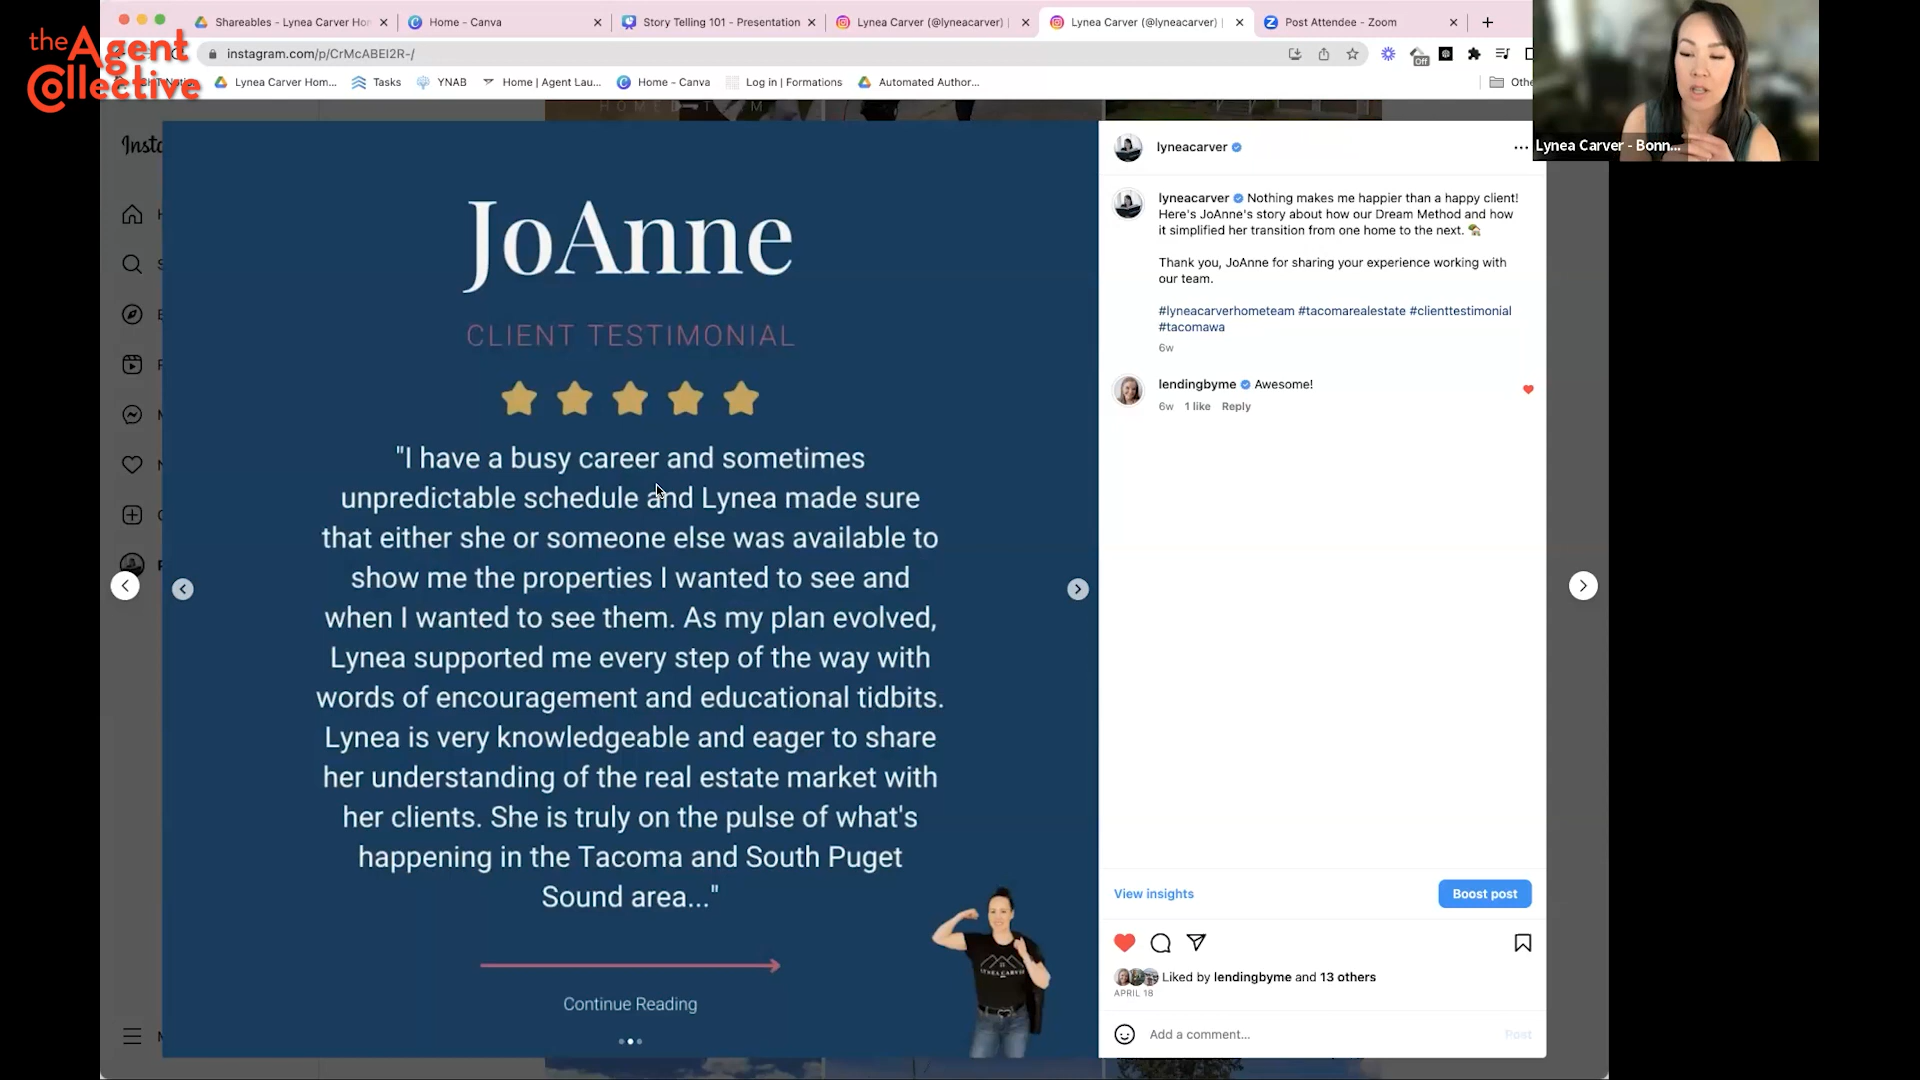 the Agent Collective
Shareables - Lynea Carver Ho
Home - Canva
Story Telling 101 - Presentation
Lynea Carver (@lyneacarver)
Lynea Carver (@lyneacarver)
Post Attendee - Zoom
instagram.com/p/CrMcABEI2R-/
Off
Lynea Carver Hom...
Tasks
YNAB
Home | Agent Lau...
Home - Canva
Log in | Formations
Automated Author...
Othe
Lynea Carver - Bonn...
HOME TEAM
Insta
JoAnne
CLIENT TESTIMONIAL
"I have a busy career and sometimes
unpredictable schedule and Lynea made sure
that either she or someone else was available to
show me the properties I wanted to see and
when I wanted to see them. As my plan evolved,
Lynea supported me every step of the way with
words of encouragement and educational tidbits.
Lynea is very knowledgeable and eager to share
her understanding of the real estate market with
her clients. She is truly on the pulse of what's
happening in the Tacoma and South Puget
Sound area..."
LYNEA CARVER
Continue Reading
lyneacarver
lyneacarver Nothing makes me happier than a happy client!
Here's JoAnne's story about how our Dream Method and how
it simplified her transition from one home to the next.
Thank you, JoAnne for sharing your experience working with
our team.
#lyneacarverhometeam #tacomarealestate #clienttestimonial
#tacomawa
6w
lendingbyme Awesome!
6w 1 like Reply
View insights
Boost post
Liked by lendingbyme and 13 others
APRIL 18
Add a comment...
Post